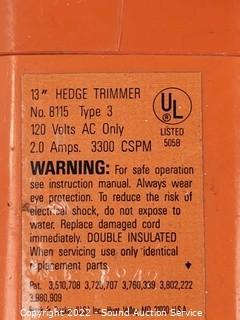 13" HEDGE TRIMMER
No. 8115 Type 3
120 Volts AC Only
2.0 Amps. 3300 CSPM
UL
®
LISTED
505B
WARNING: For safe operation
see instruction manual. Always wear
eye protection. To reduce the risk of
electrical shock, do not expose to
water. Replace damaged cord
immediately. DOUBLE INSULATED
When servicing use only identical
replacement parts.
Pat. 3,510,708 3,721,707 3,760,339 3,802,222
3,980,909
U.S.A.
Copyright 2022 - Sound Auction Service